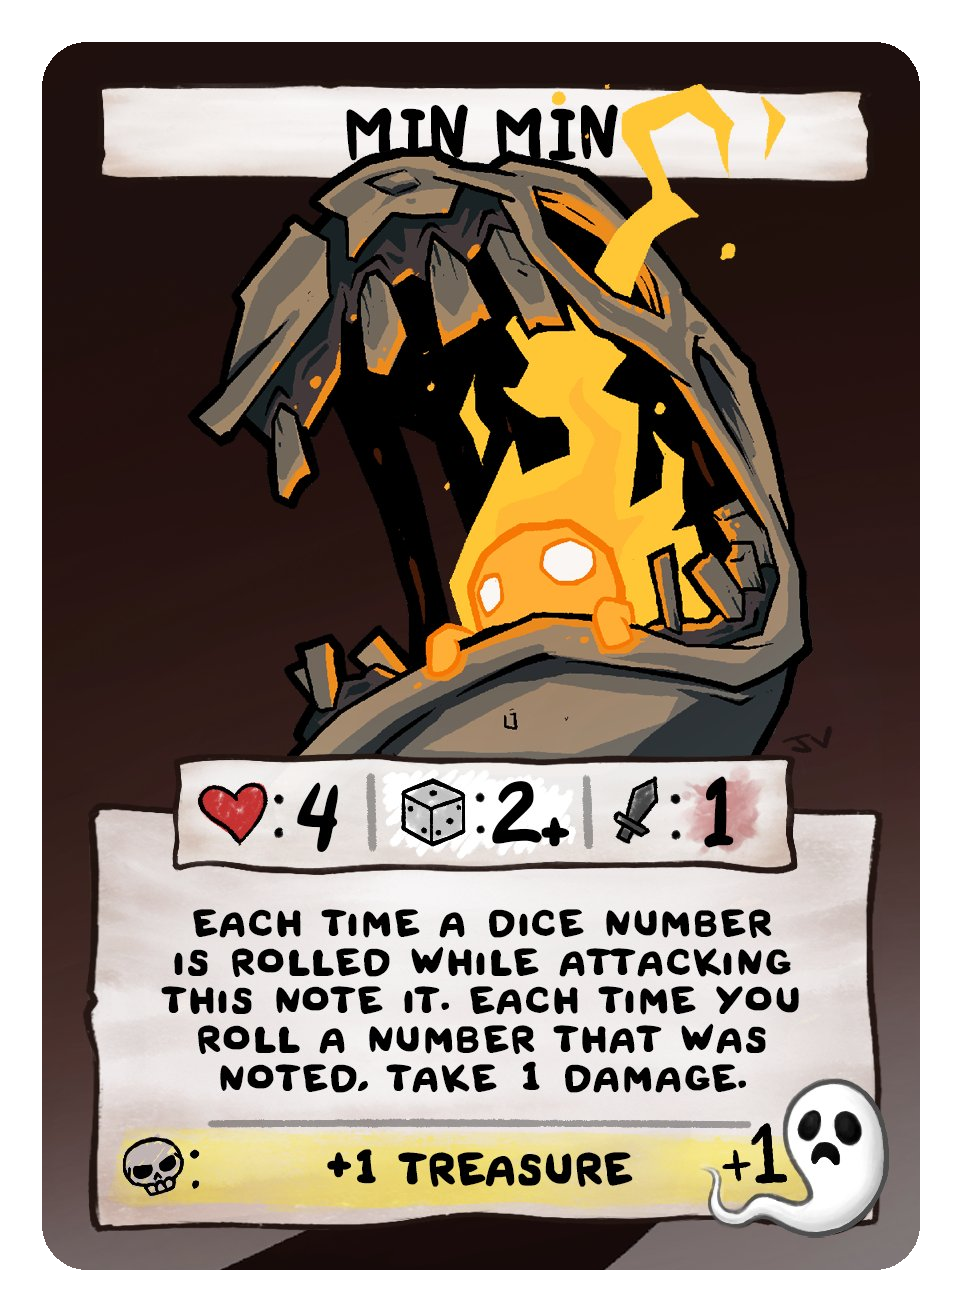 MIN MIN
JV
:4 :2+ :1
EACH TIME A DICE NUMBER
IS ROLLED WHILE ATTACKING
THIS NOTE IT. EACH TIME YOU
ROLL A NUMBER THAT WAS
NOTED, TAKE 1 DAMAGE.
: +1 TREASURE +1